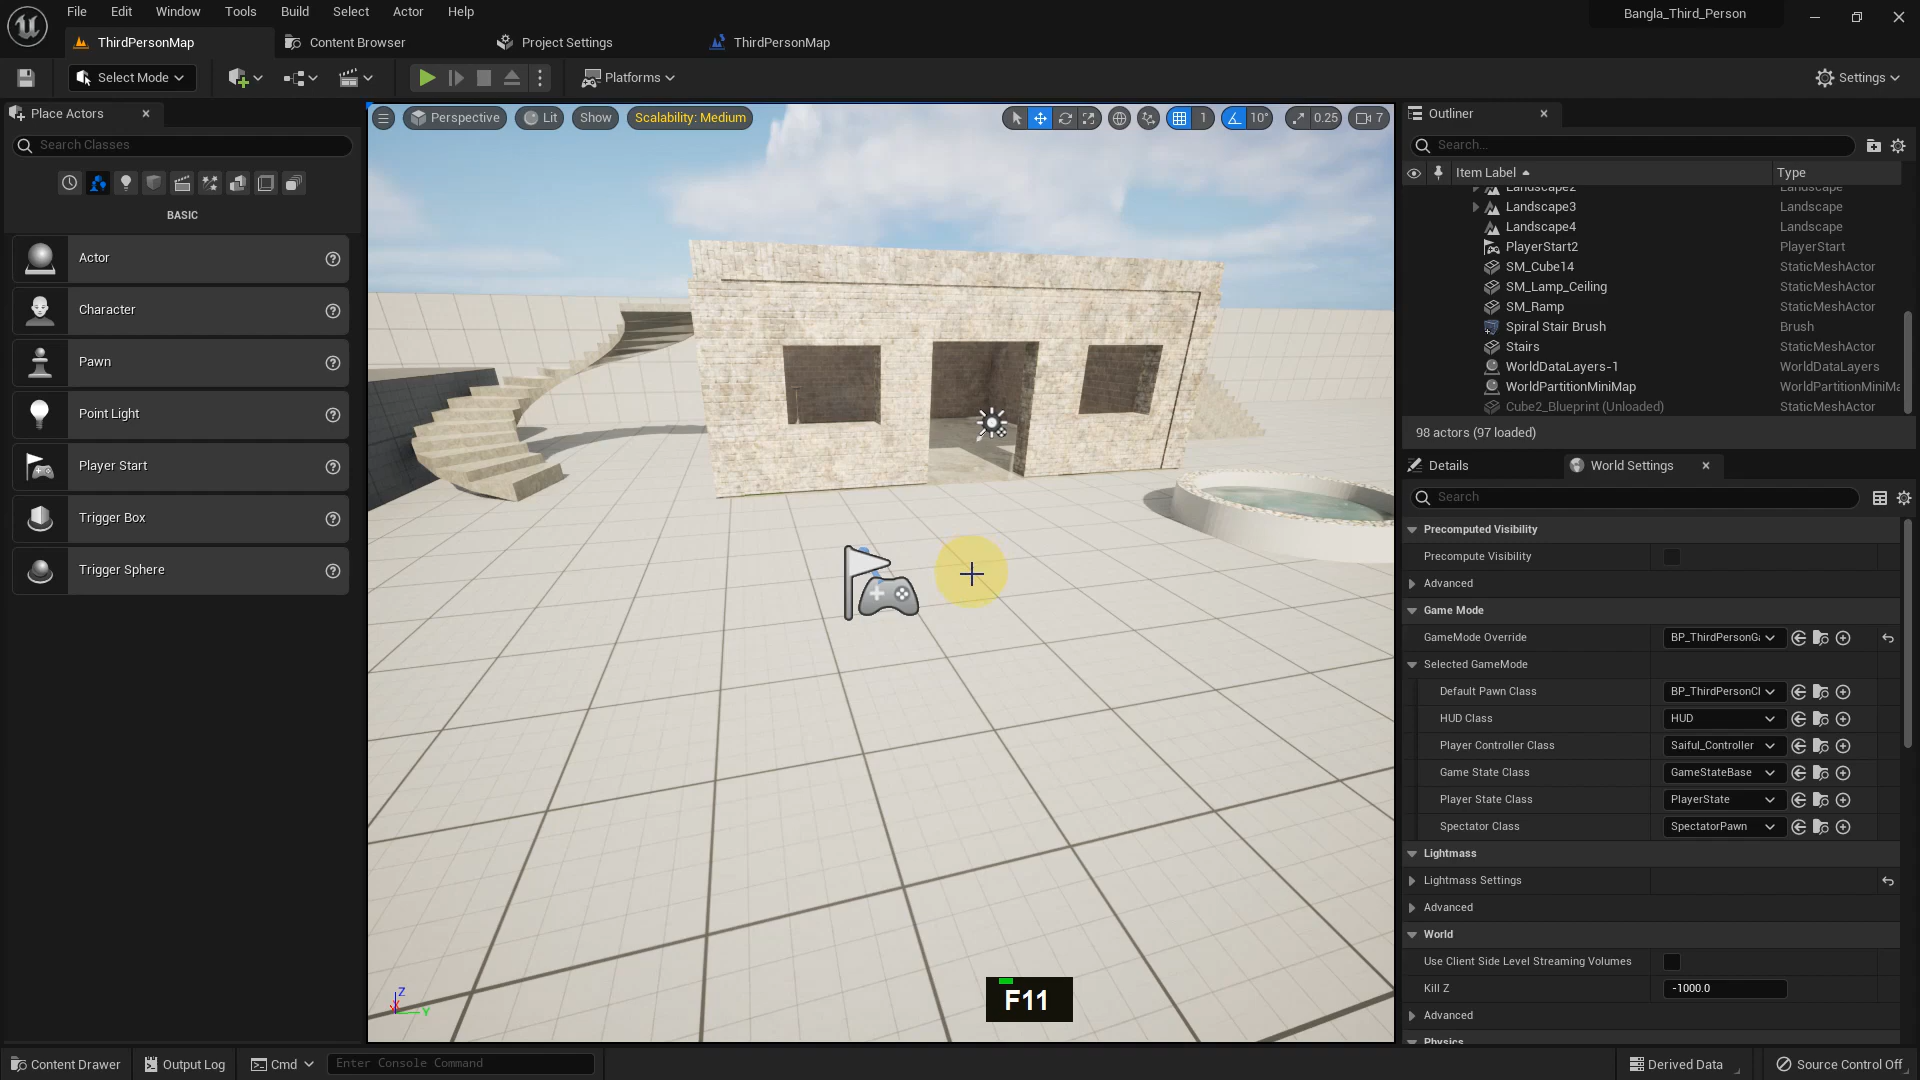 File Edit Window Tools Build Select Actor Help
Bangla_Third_Person
ThirdPersonMap
Content Browser
Project Settings
ThirdPersonMap
Select Mode
Platforms
Settings
Place Actors
Search Classes
BASIC
Actor
Character
Pawn
Point Light
Player Start
Trigger Box
Trigger Sphere
Perspective
Lit
Show
Scalability: Medium
1
10°
0.25
7
Z
X
Y
F11
Outliner
Search...
Item Label Type
Landscape2 Landscape
Landscape3 Landscape
Landscape4 Landscape
PlayerStart2 PlayerStart
SM_Cube14 StaticMeshActor
SM_Lamp_Ceiling StaticMeshActor
SM_Ramp StaticMeshActor
Spiral Stair Brush Brush
Stairs StaticMeshActor
WorldDataLayers-1 WorldDataLayers
WorldPartitionMiniMap WorldPartitionMiniMa
Cube2_Blueprint (Unloaded) StaticMeshActor
98 actors (97 loaded)
Details
World Settings
Search
Precomputed Visibility
Precompute Visibility
Advanced
Game Mode
GameMode Override BP_ThirdPersonGa
Selected GameMode
Default Pawn Class BP_ThirdPersonCl
HUD Class HUD
Player Controller Class Saiful_Controller
Game State Class GameStateBase
Player State Class PlayerState
Spectator Class SpectatorPawn
Lightmass
Lightmass Settings
Advanced
World
Use Client Side Level Streaming Volumes
Kill Z -1000.0
Advanced
Physics
Content Drawer
Output Log
Cmd
Enter Console Command
Derived Data
Source Control Off